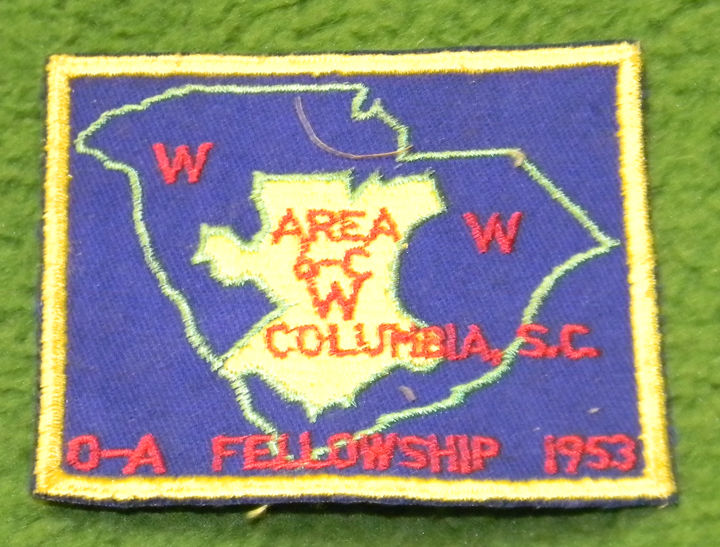 W
W
AREA
6-C
W
COLUMBIA, S.C.
O-A FELLOWSHIP 1953